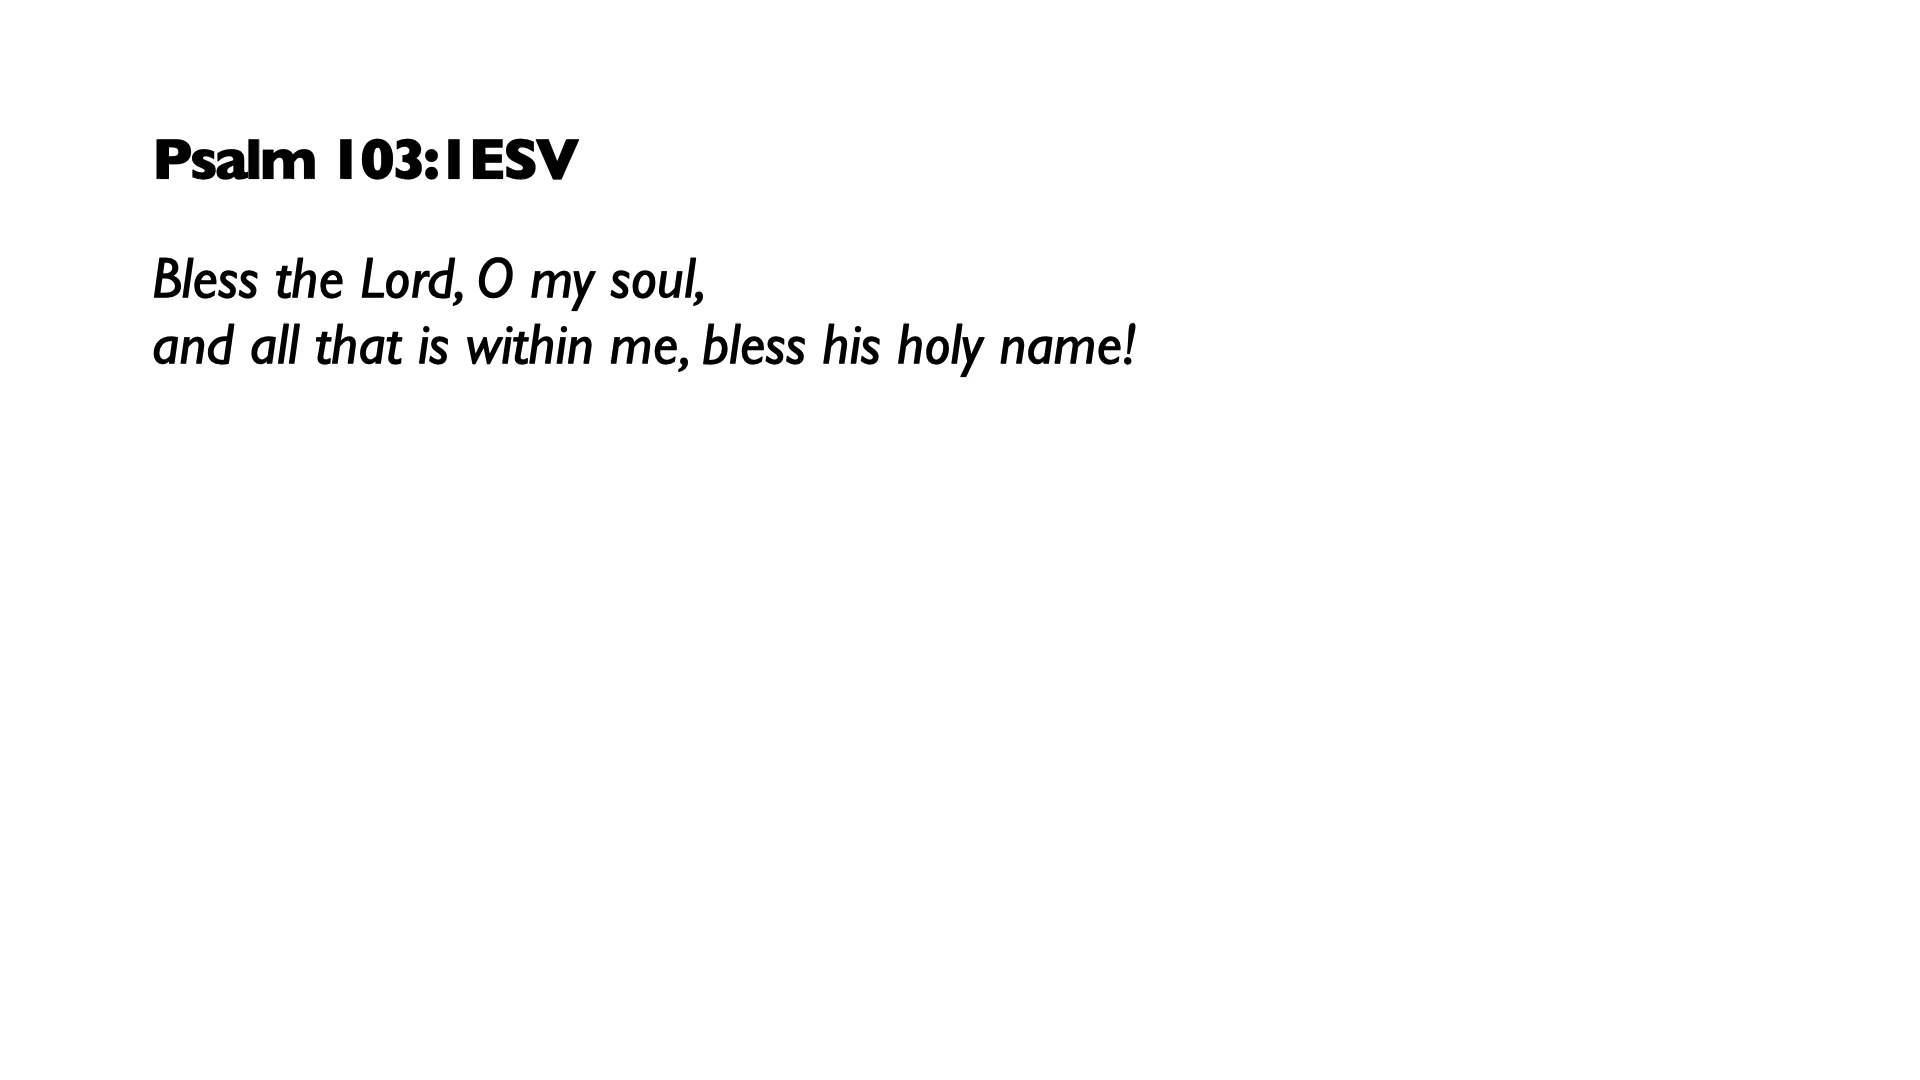 Psalm 103:1ESV
Bless the Lord, O my soul,
and all that is within me, bless his holy name!